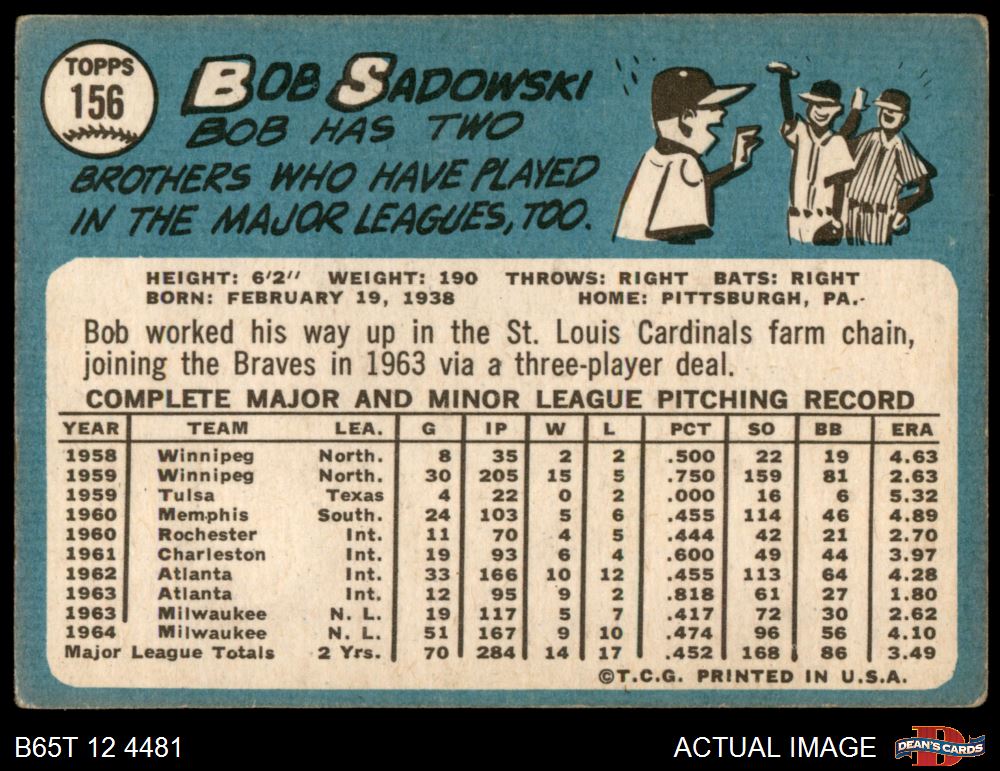 TOPPS
156
BOB SADOWSKI
BOB HAS TWO
BROTHERS WHO HAVE PLAYED
IN THE MAJOR LEAGUES, TOO.
HEIGHT: 6'2" WEIGHT: 190 THROWS: RIGHT BATS: RIGHT
BORN: FEBRUARY 19, 1938 HOME: PITTSBURGH, PA.
Bob worked his way up in the St. Louis Cardinals farm chain,
joining the Braves in 1963 via a three-player deal.
COMPLETE MAJOR AND MINOR LEAGUE PITCHING RECORD
YEAR TEAM LEA. G IP W L PCT SO BB ERA
1958 Winnipeg North. 8 35 2 2 .500 22 19 4.63
1959 Winnipeg North. 30 205 15 5 .750 159 81 2.63
1959 Tulsa Texas 4 22 0 2 .000 16 6 5.32
1960 Memphis South. 24 103 5 6 .455 114 46 4.89
1960 Rochester Int. 11 70 4 5 .444 42 21 2.70
1961 Charleston Int. 19 93 6 4 .600 49 44 3.97
1962 Atlanta Int. 33 166 10 12 .455 113 64 4.28
1963 Atlanta Int. 12 95 9 2 .818 61 27 1.80
1963 Milwaukee N. L. 19 117 5 7 .417 72 30 2.62
1964 Milwaukee N. L. 51 167 9 10 .474 96 56 4.10
Major League Totals 2 Yrs. 70 284 14 17 .452 168 86 3.49
©T.C.G. PRINTED IN U.S.A.
B65T 12 4481 ACTUAL IMAGE D DEAN'S CARDS